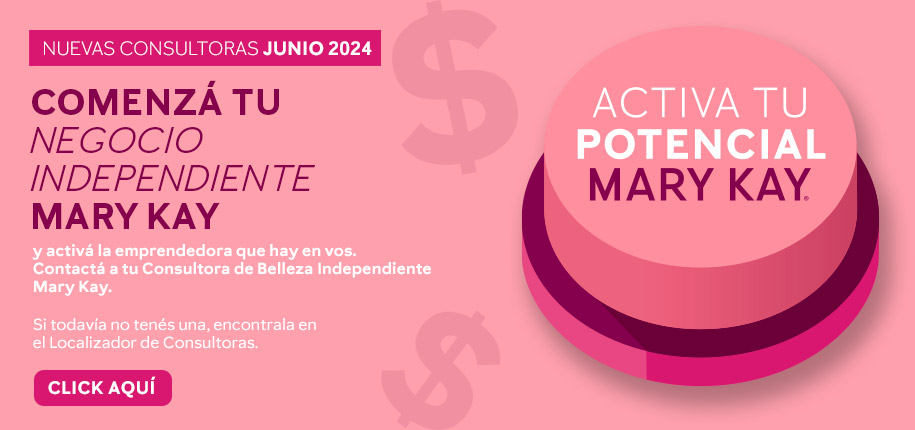 NUEVAS CONSULTORAS JUNIO 2024
COMENZÁ TU
NEGOCIO
INDEPENDIENTE
MARY KAY
y activá la emprendedora que hay en vos.
Contactá a tu Consultora de Belleza Independiente
Mary Kay.
Si todavía no tenés una, encontrala en
el Localizador de Consultoras.
CLICK AQUÍ
ACTIVA TU
POTENCIAL
MARY KAY®